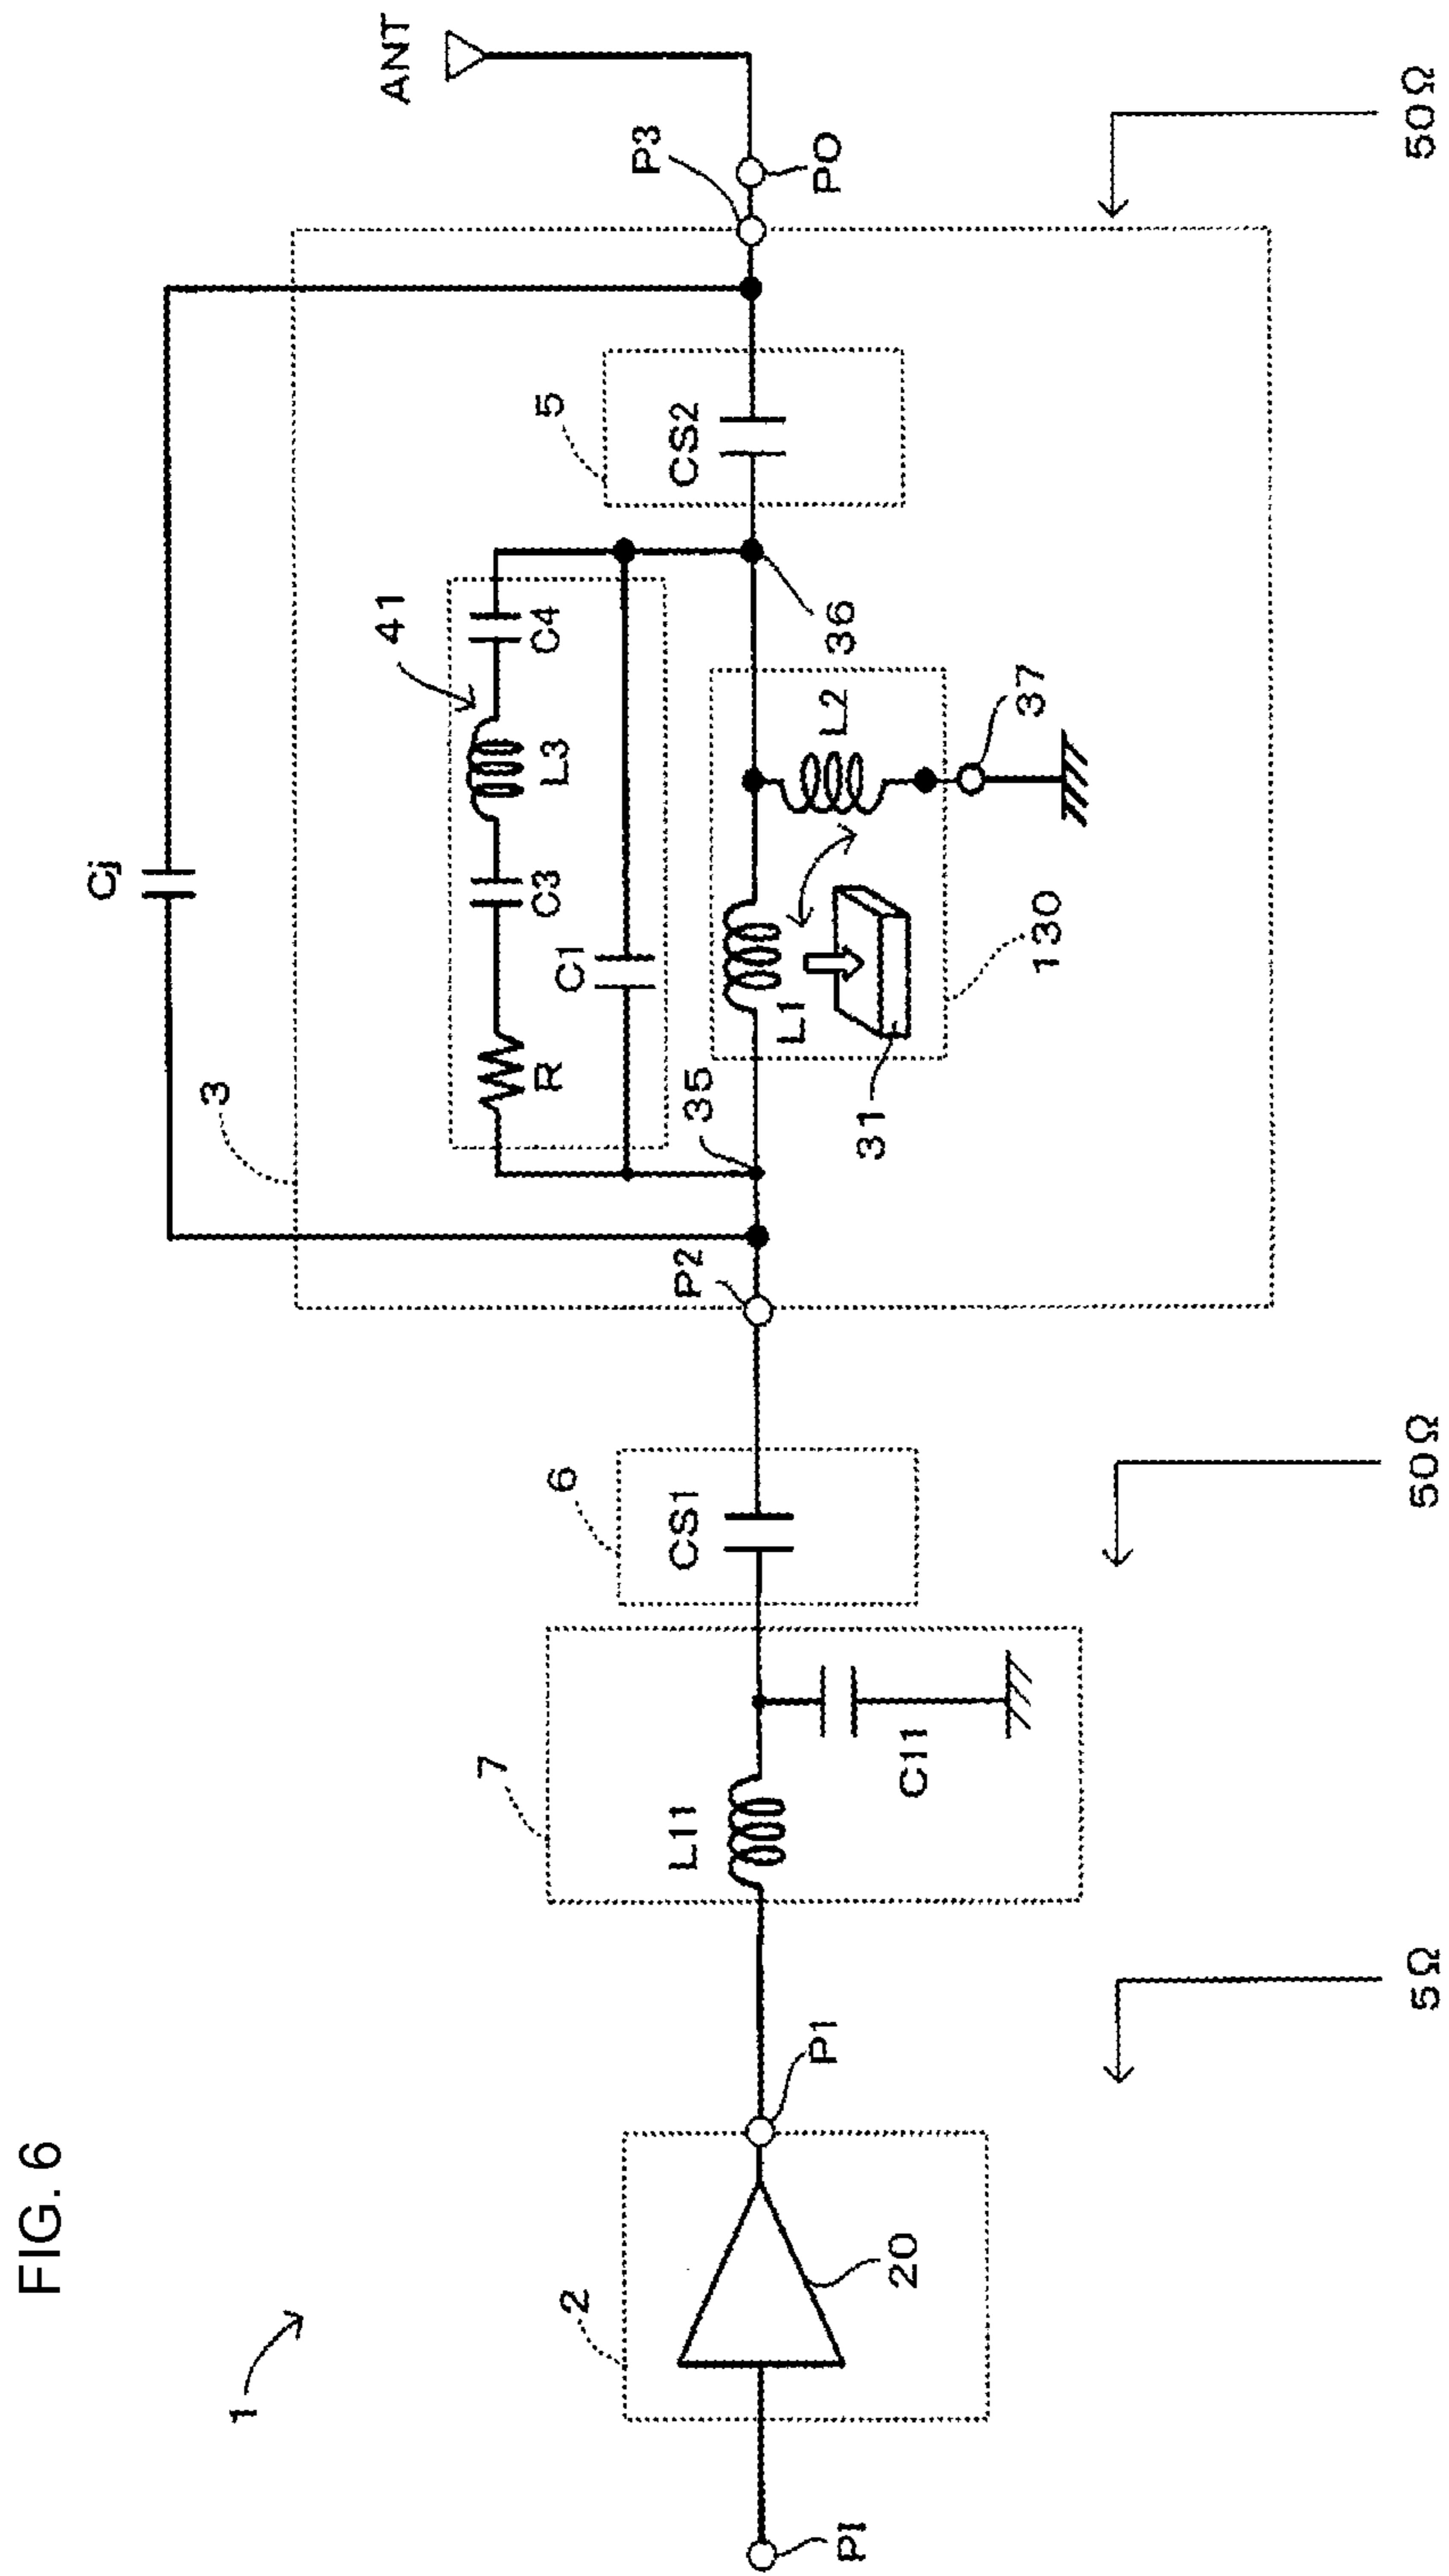 FIG. 6
1
PI
2
20
P1
5Ω
7
L11
C11
6
CS1
50Ω
P2
3
Cj
35
R
C3
L3
C4
41
C1
L1
L2
31
130
37
36
5
CS2
P3
PO
ANT
50Ω